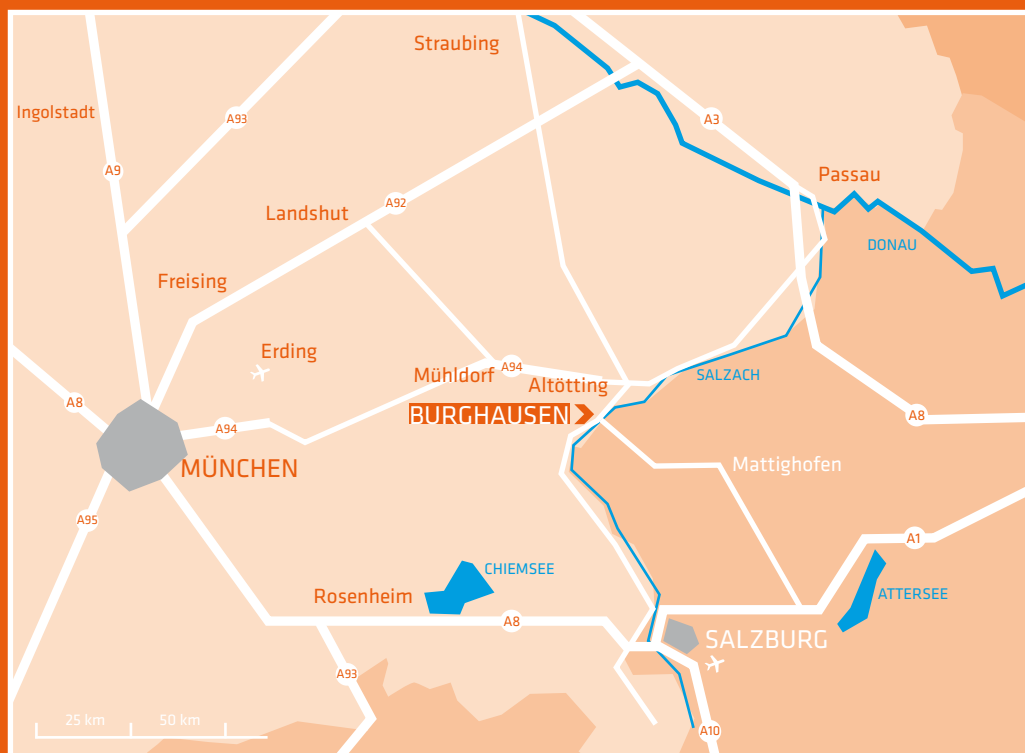 Straubing
Ingolstadt
A93
A3
A9
Passau
A92
Landshut
DONAU
Freising
Erding
Mühldorf
A94
Altötting
SALZACH
A8
BURGHAUSEN
A8
A94
MÜNCHEN
Mattighofen
A95
A1
CHIEMSEE
Rosenheim
ATTERSEE
A8
SALZBURG
A93
25 km
50 km
A10